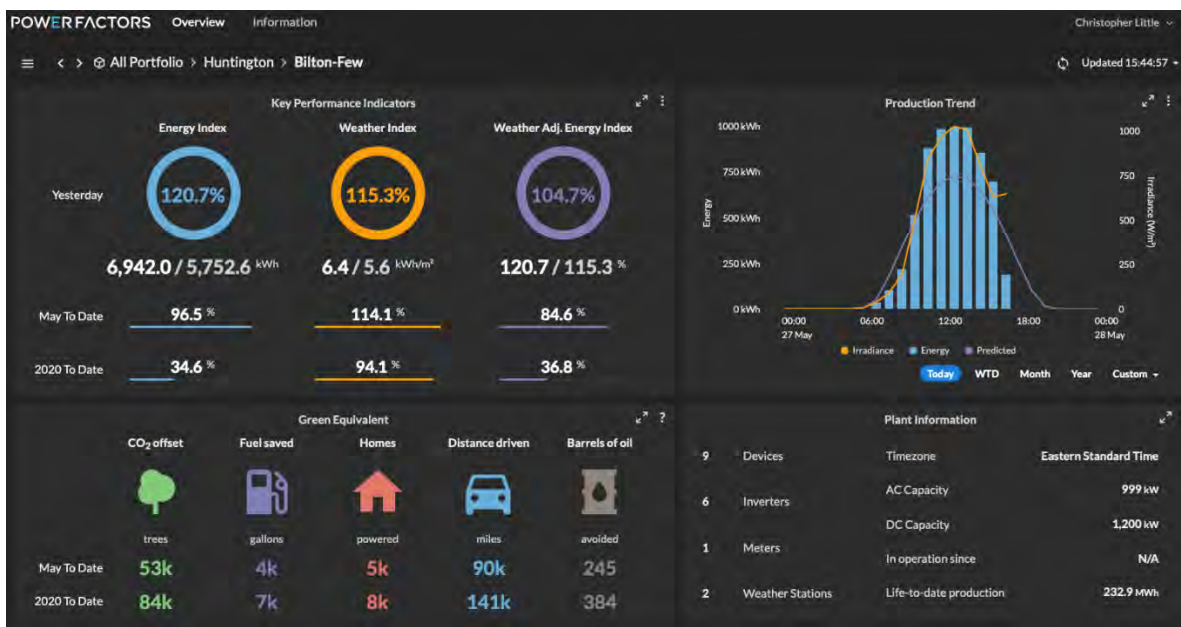 POWERFACTORS Overview Information Christopher Little
All Portfolio > Huntington > Bilton-Few Updated 15:44:57
Key Performance Indicators
Energy Index Weather Index Weather Adj. Energy Index
Yesterday 120.7% 115.3% 104.7%
6,942.0 / 5,752.6 kWh 6.4 / 5.6 kWh/m² 120.7 / 115.3 %
May To Date 96.5 % 114.1 % 84.6 %
2020 To Date 34.6 % 94.1 % 36.8 %
Production Trend
1000 kWh 1000
750 kWh 750
500 kWh 500
250 kWh 250
0 kWh 0
Energy
Irradiance (W/m²)
00:00 06:00 12:00 18:00 00:00
27 May 28 May
Irradiance Energy Predicted
Today WTD Month Year Custom
Green Equivalent ?
CO₂ offset Fuel saved Homes Distance driven Barrels of oil
trees gallons powered miles avoided
May To Date 53k 4k 5k 90k 245
2020 To Date 84k 7k 8k 141k 384
Plant Information
9 Devices
6 Inverters
1 Meters
2 Weather Stations
Timezone Eastern Standard Time
AC Capacity 999 kW
DC Capacity 1,200 kW
In operation since N/A
Life-to-date production 232.9 MWh